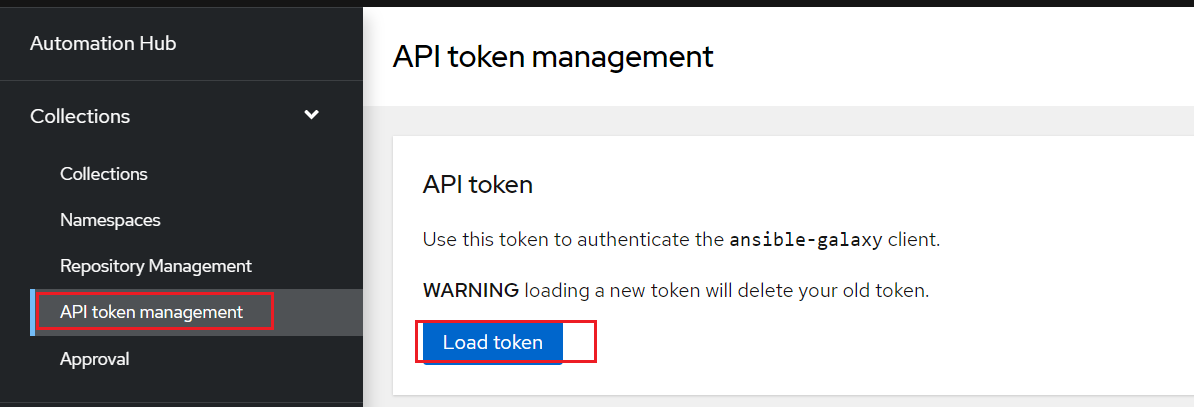 Automation Hub
Collections
Collections
Namespaces
Repository Management
API token management
Approval
API token management
API token
Use this token to authenticate the ansible-galaxy client.
WARNING loading a new token will delete your old token.
Load token